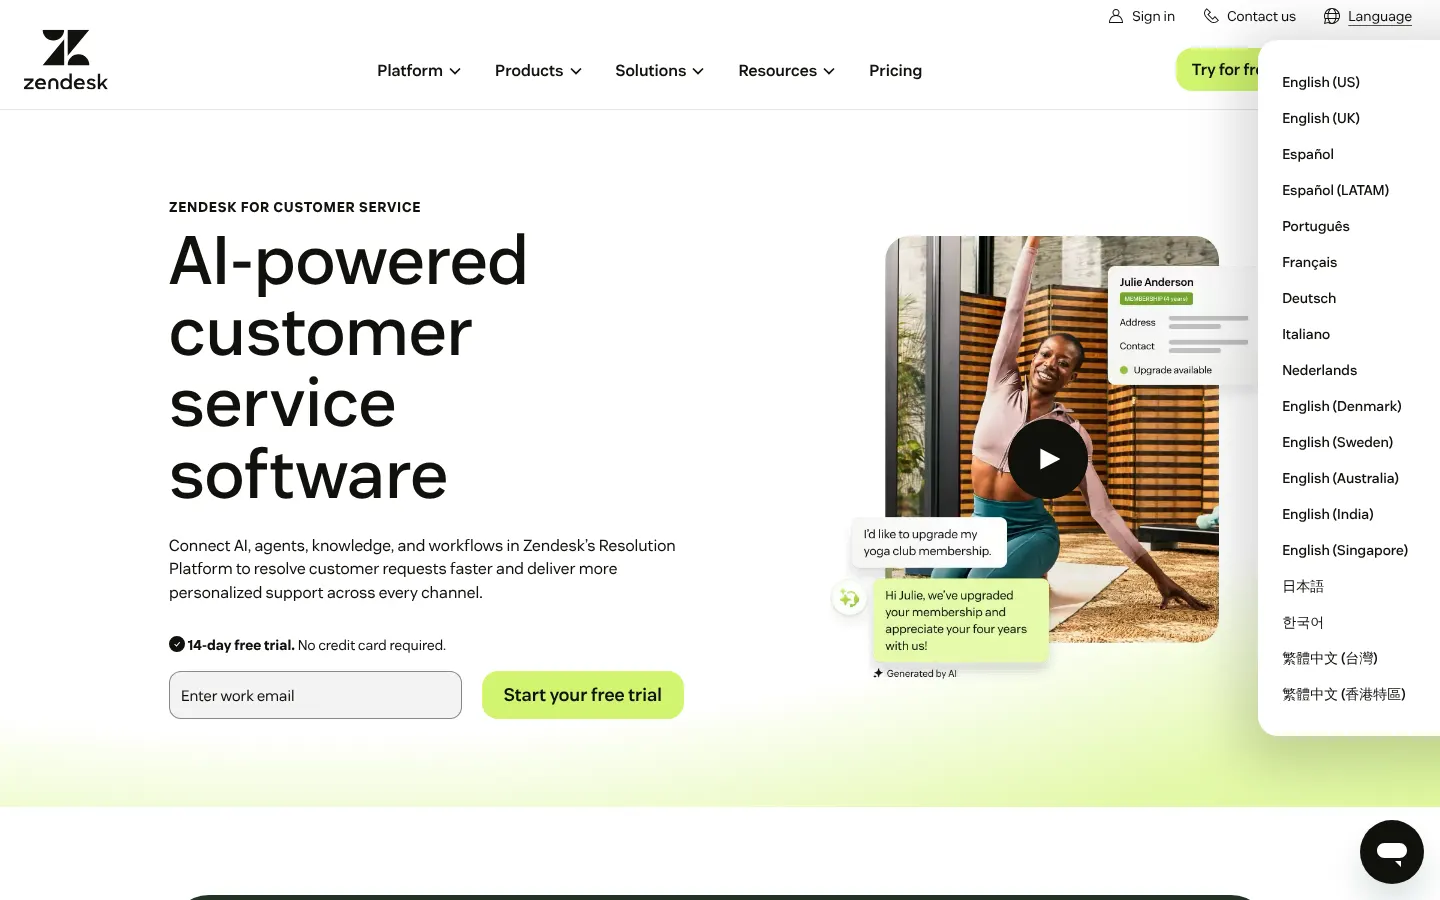 Sign in
Contact us
Language
zendesk
Platform
Products
Solutions
Resources
Pricing
Try for fre
English (US)
English (UK)
Español
Español (LATAM)
Português
Français
Deutsch
Italiano
Nederlands
English (Denmark)
English (Sweden)
English (Australia)
English (India)
English (Singapore)
日本語
한국어
繁體中文 (台灣)
繁體中文 (香港特區)
ZENDESK FOR CUSTOMER SERVICE
AI-powered
customer
service
software
Connect AI, agents, knowledge, and workflows in Zendesk's Resolution
Platform to resolve customer requests faster and deliver more
personalized support across every channel.
14-day free trial. No credit card required.
Enter work email
Start your free trial
Julie Anderson
MEMBERSHIP (4 years)
Address
Contact
Upgrade available
I'd like to upgrade my
yoga club membership.
Hi Julie, we've upgraded
your membership and
appreciate your four years
with us!
Generated by AI